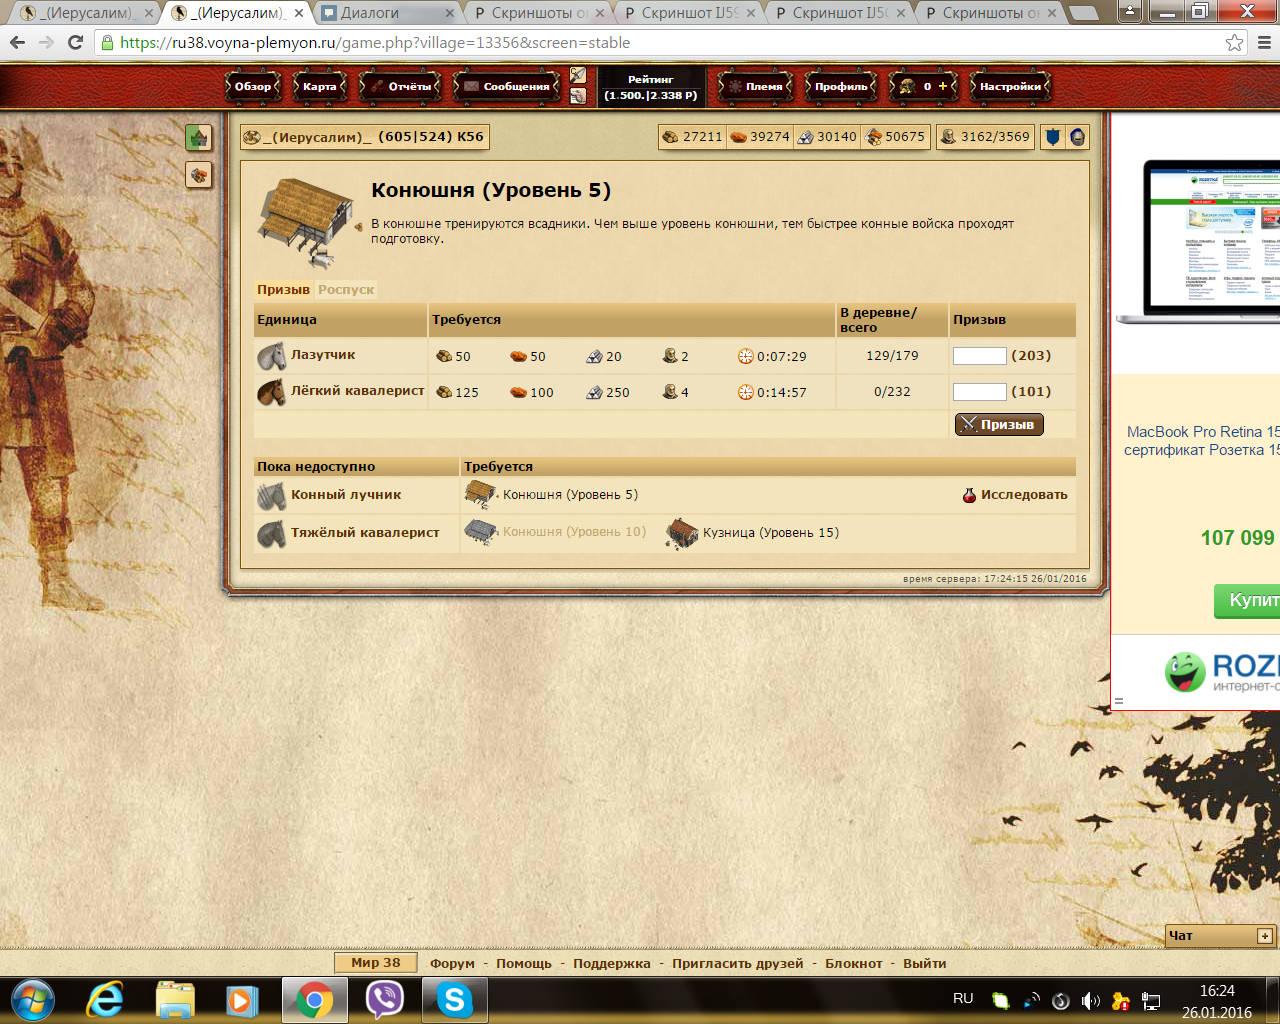 _(Иерусалим)_
_(Иерусалим)_
Диалоги
Скриншоты он
Скриншот IJ59
Скриншот IJ5
Скриншоты он
https://ru38.voyna-plemyon.ru/game.php?village=13356&screen=stable
Обзор
Карта
Отчёты
Сообщения
Рейтинг
(1.500.|2.338 P)
Племя
Профиль
0 +
Настройки
_(Иерусалим)_ (605|524) K56
27211 39274 30140 50675 3162/3569
Конюшня (Уровень 5)
В конюшне тренируются всадники. Чем выше уровень конюшни, тем быстрее конные войска проходят
подготовку.
Призыв Роспуск
Единица Требуется В деревне/
всего Призыв
Лазутчик 50 50 20 2 0:07:29 129/179 (203)
Лёгкий кавалерист 125 100 250 4 0:14:57 0/232 (101)
Призыв
Пока недоступно Требуется
Конный лучник Конюшня (Уровень 5) Исследовать
Тяжёлый кавалерист Конюшня (Уровень 10) Кузница (Уровень 15)
время сервера: 17:24:15 26/01/2016
MacBook Pro Retina 15
сертификат Розетка 15
107 099
Купит
ROZE
интернет-с
Чат +
Мир 38 Форум - Помощь - Поддержка - Пригласить друзей - Блокнот - Выйти
RU
16:24
26.01.2016